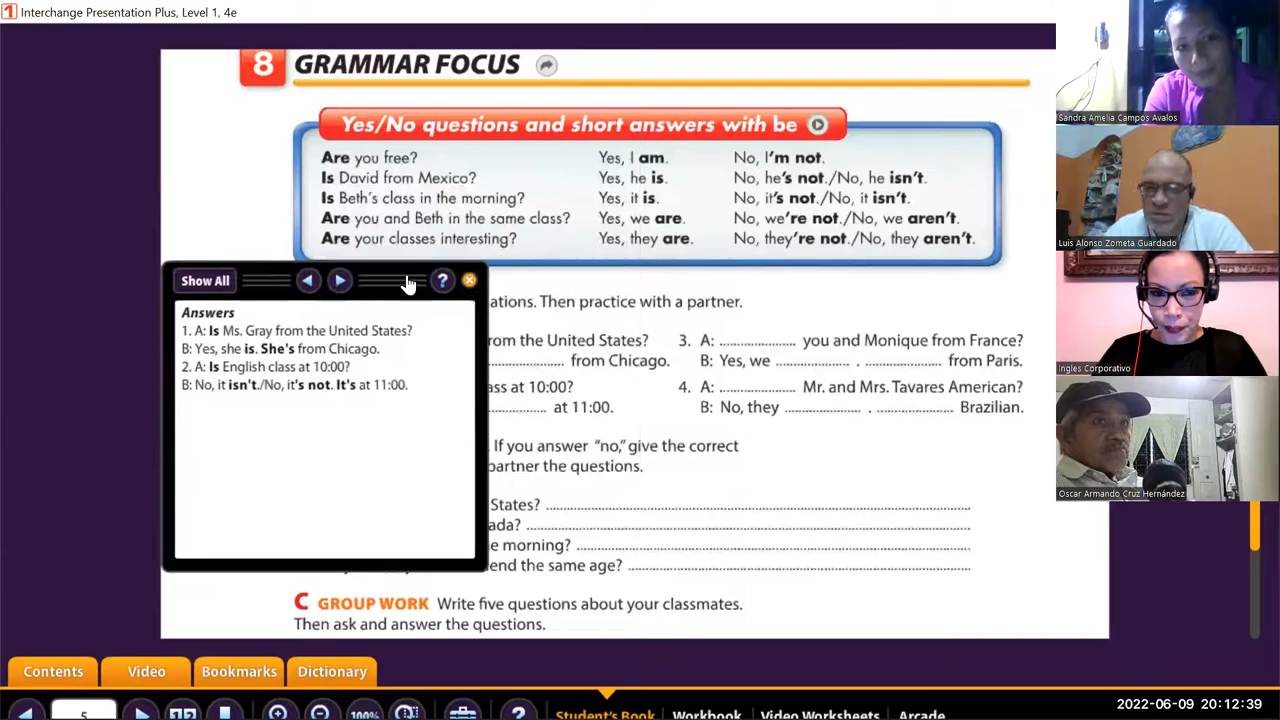 Interchange Presentation Plus, Level 1, 4e
8 GRAMMAR FOCUS
Yes/No questions and short answers with be
Are you free? Yes, I am. No, I'm not.
Is David from Mexico? Yes, he is. No, he's not./No, he isn't.
Is Beth's class in the morning? Yes, it is. No, it's not./No, it isn't.
Are you and Beth in the same class? Yes, we are. No, we're not./No, we aren't.
Are your classes interesting? Yes, they are. No, they're not./No, they aren't.
Show All ?
Answers
1. A: Is Ms. Gray from the United States?
B: Yes, she is. She's from Chicago.
2. A: Is English class at 10:00?
B: No, it isn't./No, it's not. It's at 11:00.
ations. Then practice with a partner.
rom the United States? 3. A: .................... you and Monique from France?
.................... from Chicago. B: Yes, we .................... . .................... from Paris.
ass at 10:00? 4. A: .................... Mr. and Mrs. Tavares American?
.................... at 11:00. B: No, they .................... . .................... Brazilian.
. If you answer "no," give the correct
partner the questions.
States?
ada?
e morning?
end the same age?
C GROUP WORK Write five questions about your classmates.
Then ask and answer the questions.
Sandra Amelia Campos Avalos
Luis Alonso Zometa Guardado
Ingles Corporativo
Oscar Armando Cruz Hernández
Contents Video Bookmarks Dictionary
5 100% ? Student's Book Workbook Video Worksheets Arcade
2022-06-09 20:12:39